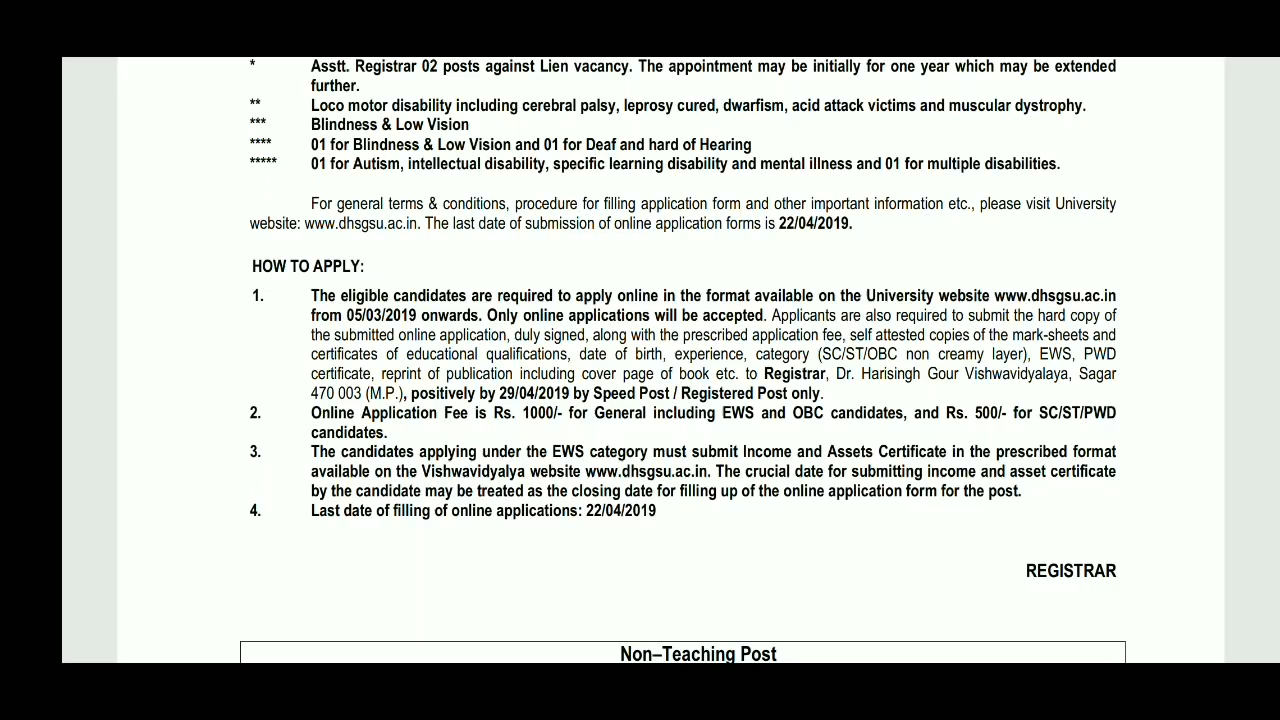 * Asstt. Registrar 02 posts against Lien vacancy. The appointment may be initially for one year which may be extended
further.
** Loco motor disability including cerebral palsy, leprosy cured, dwarfism, acid attack victims and muscular dystrophy.
*** Blindness & Low Vision
**** 01 for Blindness & Low Vision and 01 for Deaf and hard of Hearing
***** 01 for Autism, intellectual disability, specific learning disability and mental illness and 01 for multiple disabilities.
For general terms & conditions, procedure for filling application form and other important information etc., please visit University
website: www.dhsgsu.ac.in. The last date of submission of online application forms is 22/04/2019.
HOW TO APPLY:
1. The eligible candidates are required to apply online in the format available on the University website www.dhsgsu.ac.in
from 05/03/2019 onwards. Only online applications will be accepted. Applicants are also required to submit the hard copy of
the submitted online application, duly signed, along with the prescribed application fee, self attested copies of the mark-sheets and
certificates of educational qualifications, date of birth, experience, category (SC/ST/OBC non creamy layer), EWS, PWD
certificate, reprint of publication including cover page of book etc. to Registrar, Dr. Harisingh Gour Vishwavidyalaya, Sagar
470 003 (M.P.), positively by 29/04/2019 by Speed Post / Registered Post only.
2. Online Application Fee is Rs. 1000/- for General including EWS and OBC candidates, and Rs. 500/- for SC/ST/PWD
candidates.
3. The candidates applying under the EWS category must submit Income and Assets Certificate in the prescribed format
available on the Vishwavidyalya website www.dhsgsu.ac.in. The crucial date for submitting income and asset certificate
by the candidate may be treated as the closing date for filling up of the online application form for the post.
4. Last date of filling of online applications: 22/04/2019
REGISTRAR
Non–Teaching Post